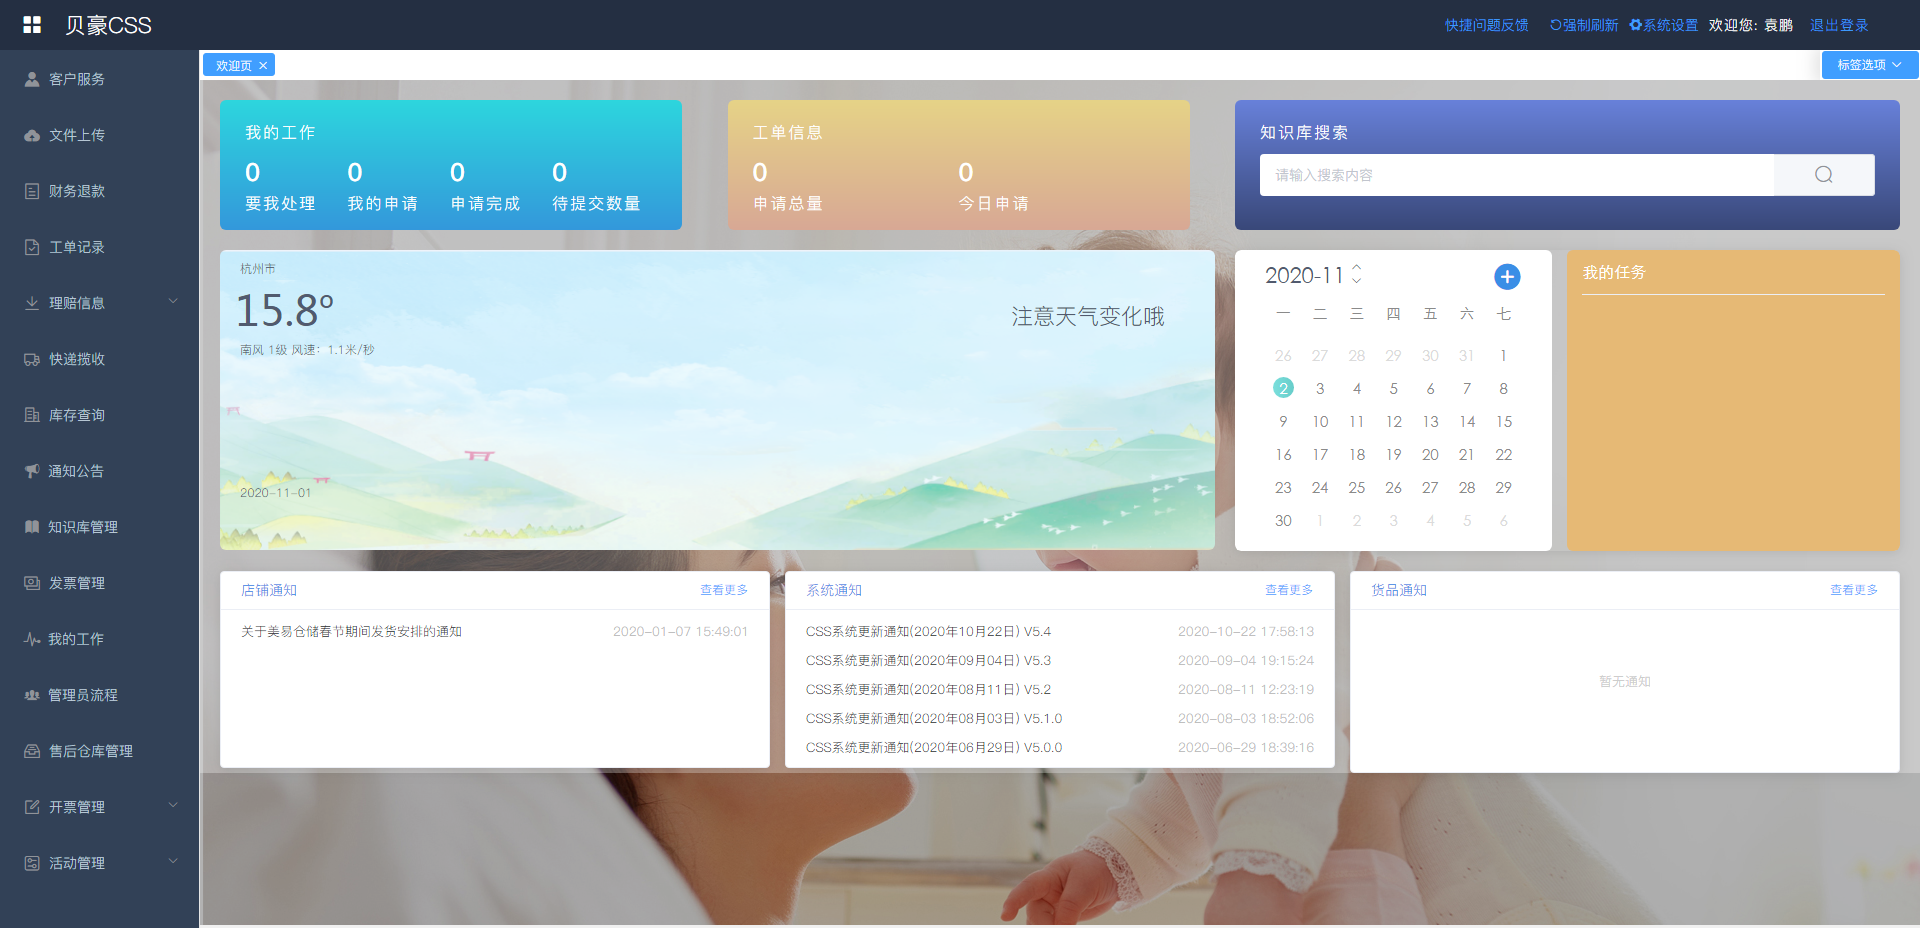 贝豪CSS
快捷问题反馈 强制刷新 系统设置 欢迎您: 袁鹏 退出登录
客户服务
文件上传
财务退款
工单记录
理赔信息
快递揽收
库存查询
通知公告
知识库管理
发票管理
我的工作
管理员流程
售后仓库管理
开票管理
活动管理
欢迎页
标签选项
我的工作
0 0 0 0
要我处理 我的申请 申请完成 待提交数量
工单信息
0 0
申请总量 今日申请
知识库搜索
请输入搜索内容
杭州市
15.8°
南风 1级 风速: 1.1米/秒
注意天气变化哦
2020-11-01
2020-11
一 二 三 四 五 六 七
26 27 28 29 30 31 1
2 3 4 5 6 7 8
9 10 11 12 13 14 15
16 17 18 19 20 21 22
23 24 25 26 27 28 29
30 1 2 3 4 5 6
我的任务
店铺通知 查看更多
关于美易仓储春节期间发货安排的通知 2020-01-07 15:49:01
系统通知 查看更多
CSS系统更新通知(2020年10月22日) V5.4 2020-10-22 17:58:13
CSS系统更新通知(2020年09月04日) V5.3 2020-09-04 19:15:24
CSS系统更新通知(2020年08月11日) V5.2 2020-08-11 12:23:19
CSS系统更新通知(2020年08月03日) V5.1.0 2020-08-03 18:52:06
CSS系统更新通知(2020年06月29日) V5.0.0 2020-06-29 18:39:16
货品通知 查看更多
暂无通知